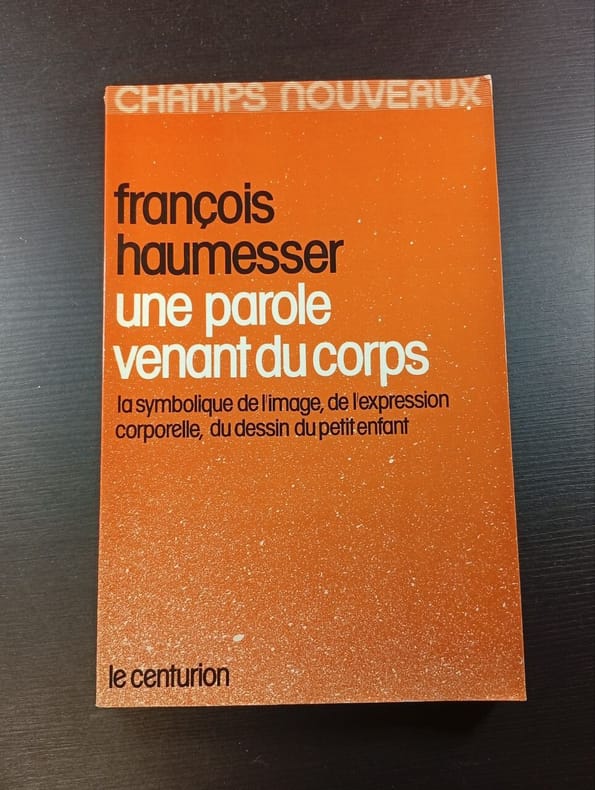 CHAMPS NOUVEAUX
françois
haumesser
une parole
venant du corps
la symbolique de l'image, de l'expression
corporelle, du dessin du petit enfant
le centurion